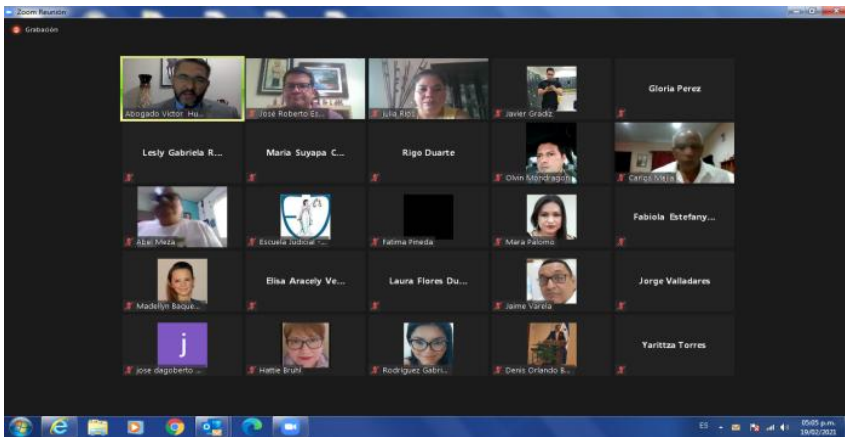 Zoom Reunión
Grabación
Abogado Victor Hu...
José Roberto Es...
Julia Rios
Javier Gradiz
Gloria Perez
Lesly Gabriela R...
Maria Suyapa C...
Rigo Duarte
Olvin Mondragon
Carlos Mejia
Abel Meza
Escuela Judicial -...
Fatima Pineda
Mara Palomo
Fabiola Estefany...
Madellyn Baque...
Elisa Aracely Ve...
Laura Flores Du...
Jaime Varela
Jorge Valladares
j
jose dagoberto ...
Hattie Bruhl
Rodriguez Gabri...
Denis Orlando B...
Yarittza Torres
ES
05:05 p.m.
19/02/2021